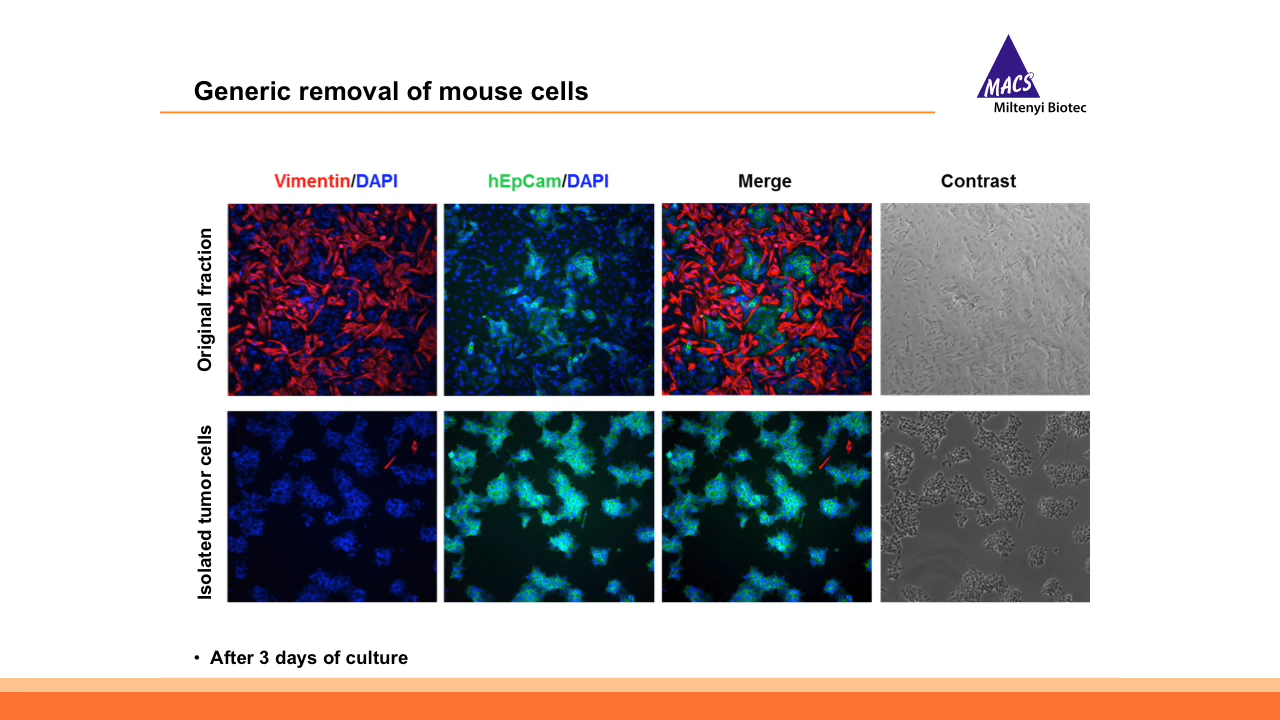 Generic removal of mouse cells
MACS
Miltenyi Biotec
Vimentin/DAPI
hEpCam/DAPI
Merge
Contrast
Original fraction
Isolated tumor cells
• After 3 days of culture